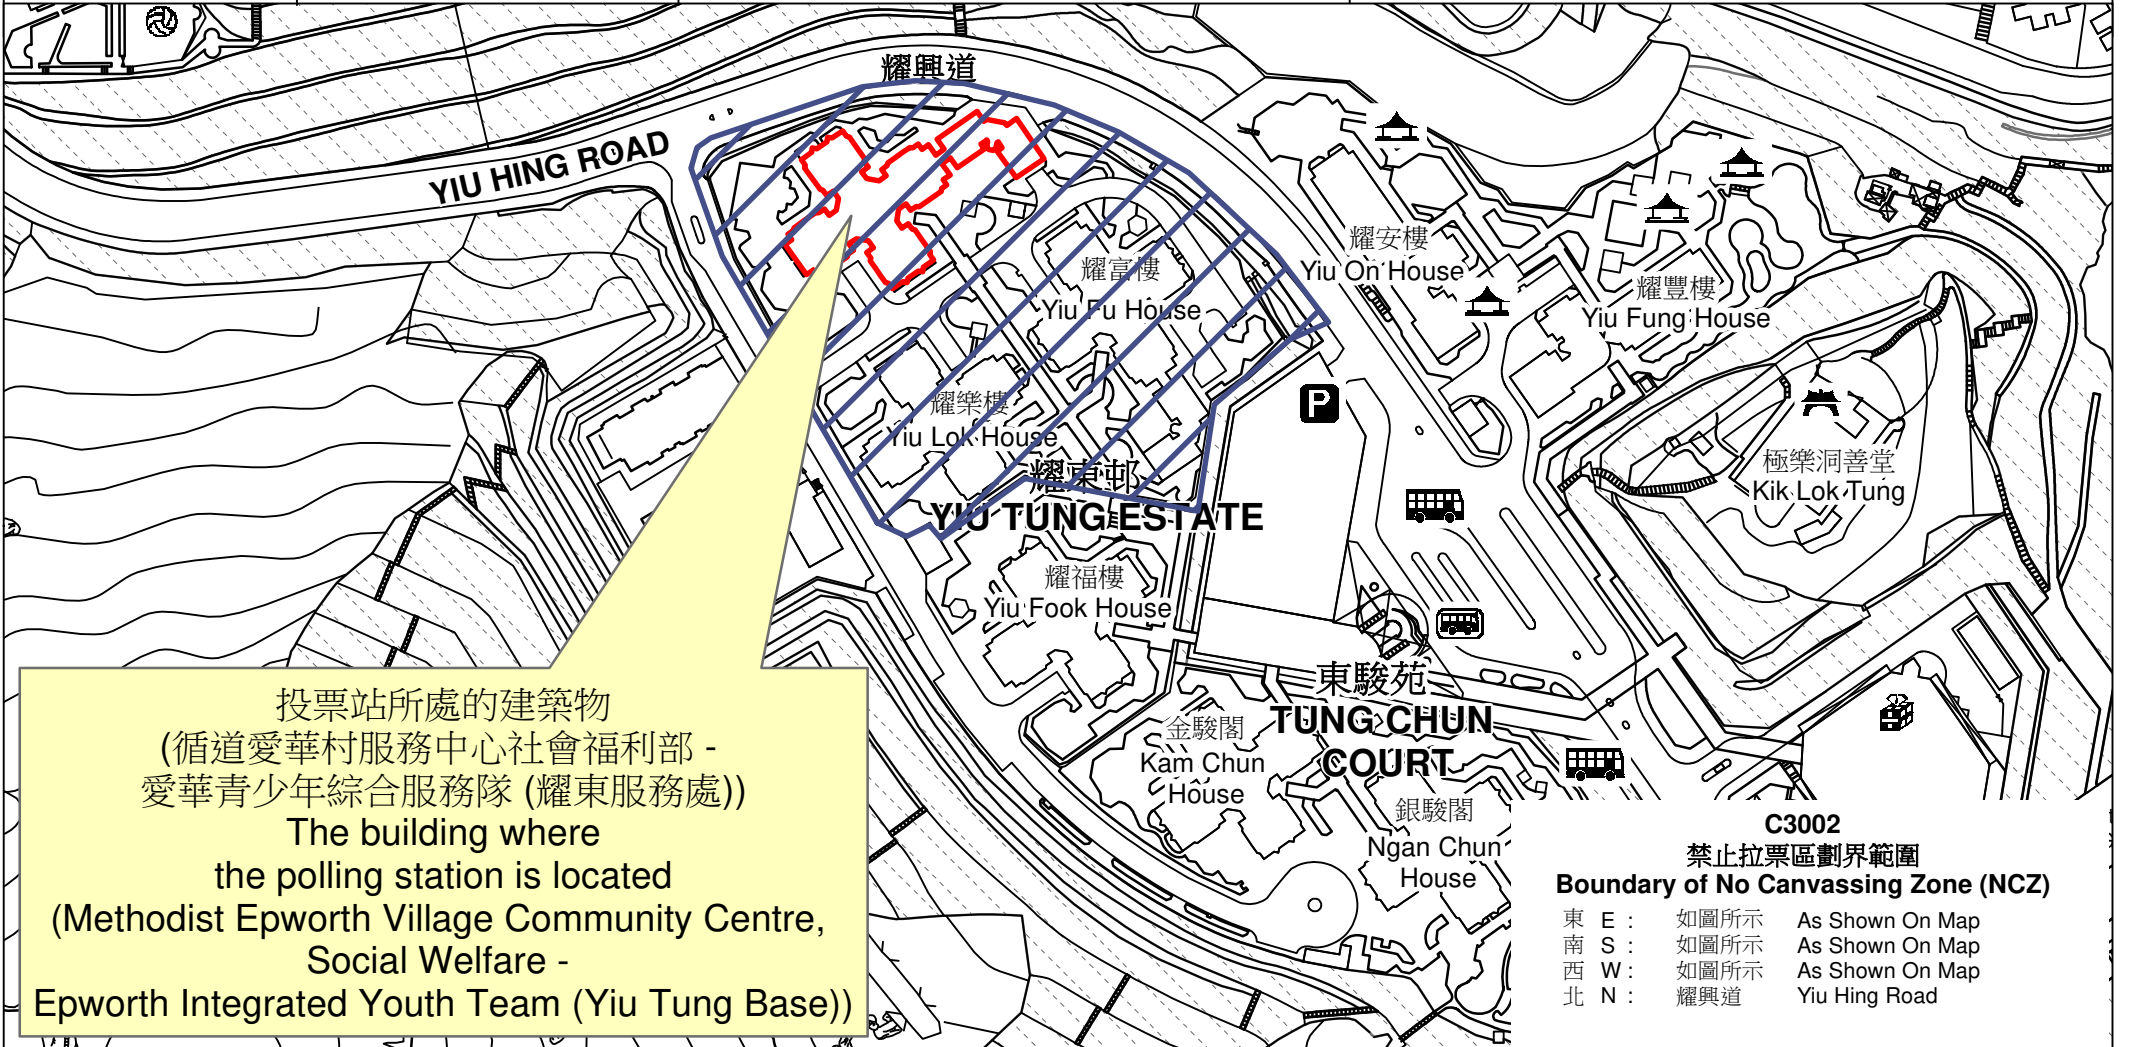 耀興道
YIU HING ROAD
耀安樓
Yiu On House
耀富樓
Yiu Fu House
耀豐樓
Yiu Fung House
P
耀樂樓
Yiu Lok House
耀東邨
YIU TUNG ESTATE
極樂洞善堂
Kik Lok Tung
耀福樓
Yiu Fook House
東駿苑
TUNG CHUN
COURT
金駿閣
Kam Chun
House
銀駿閣
Ngan Chun
House
投票站所處的建築物
(循道愛華村服務中心社會福利部 -
愛華青少年綜合服務隊 (耀東服務處))
The building where
the polling station is located
(Methodist Epworth Village Community Centre,
Social Welfare -
Epworth Integrated Youth Team (Yiu Tung Base))
C3002
禁止拉票區劃界範圍
Boundary of No Canvassing Zone (NCZ)
東 E : 如圖所示 As Shown On Map
南 S : 如圖所示 As Shown On Map
西 W : 如圖所示 As Shown On Map
北 N : 耀興道 Yiu Hing Road